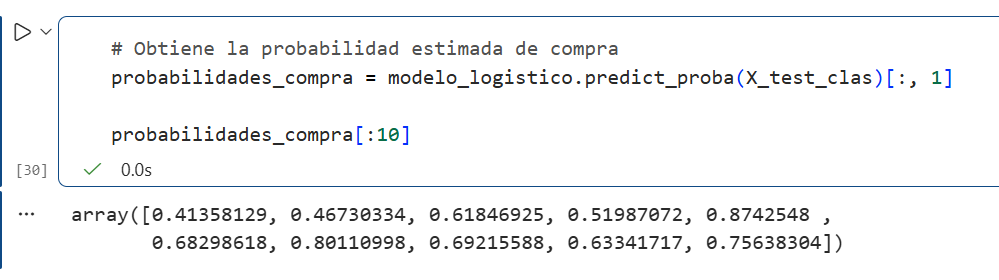 # Obtiene la probabilidad estimada de compra
probabilidades_compra = modelo_logistico.predict_proba(X_test_clas)[:, 1]
probabilidades_compra[:10]
[30] 0.0s
... array([0.41358129, 0.46730334, 0.61846925, 0.51987072, 0.8742548 ,
0.68298618, 0.80110998, 0.69215588, 0.63341717, 0.75638304])